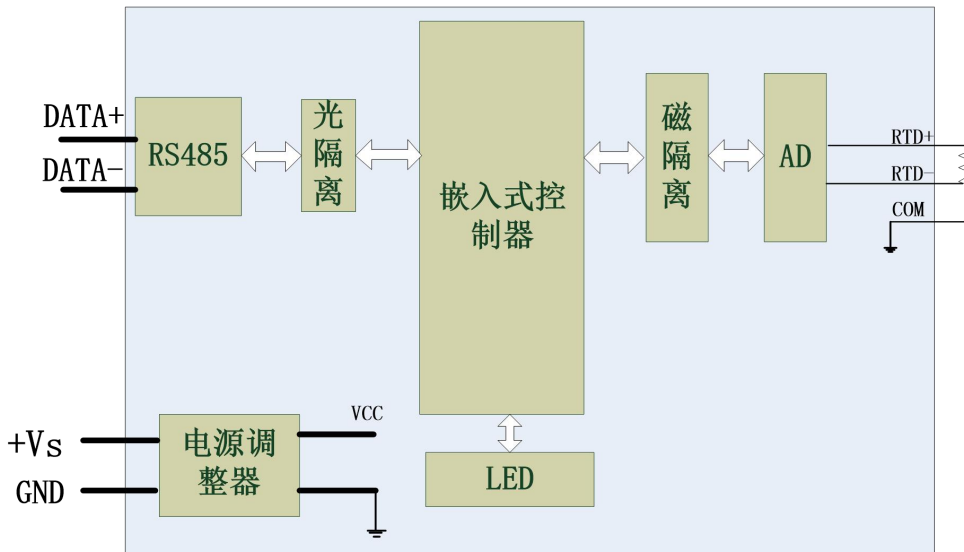 DATA+
DATA-
RS485
光
隔
离
嵌入式控
制器
磁
隔
离
AD
RTD+
RTD-
COM
+Vs
GND
电源调
整器
VCC
LED